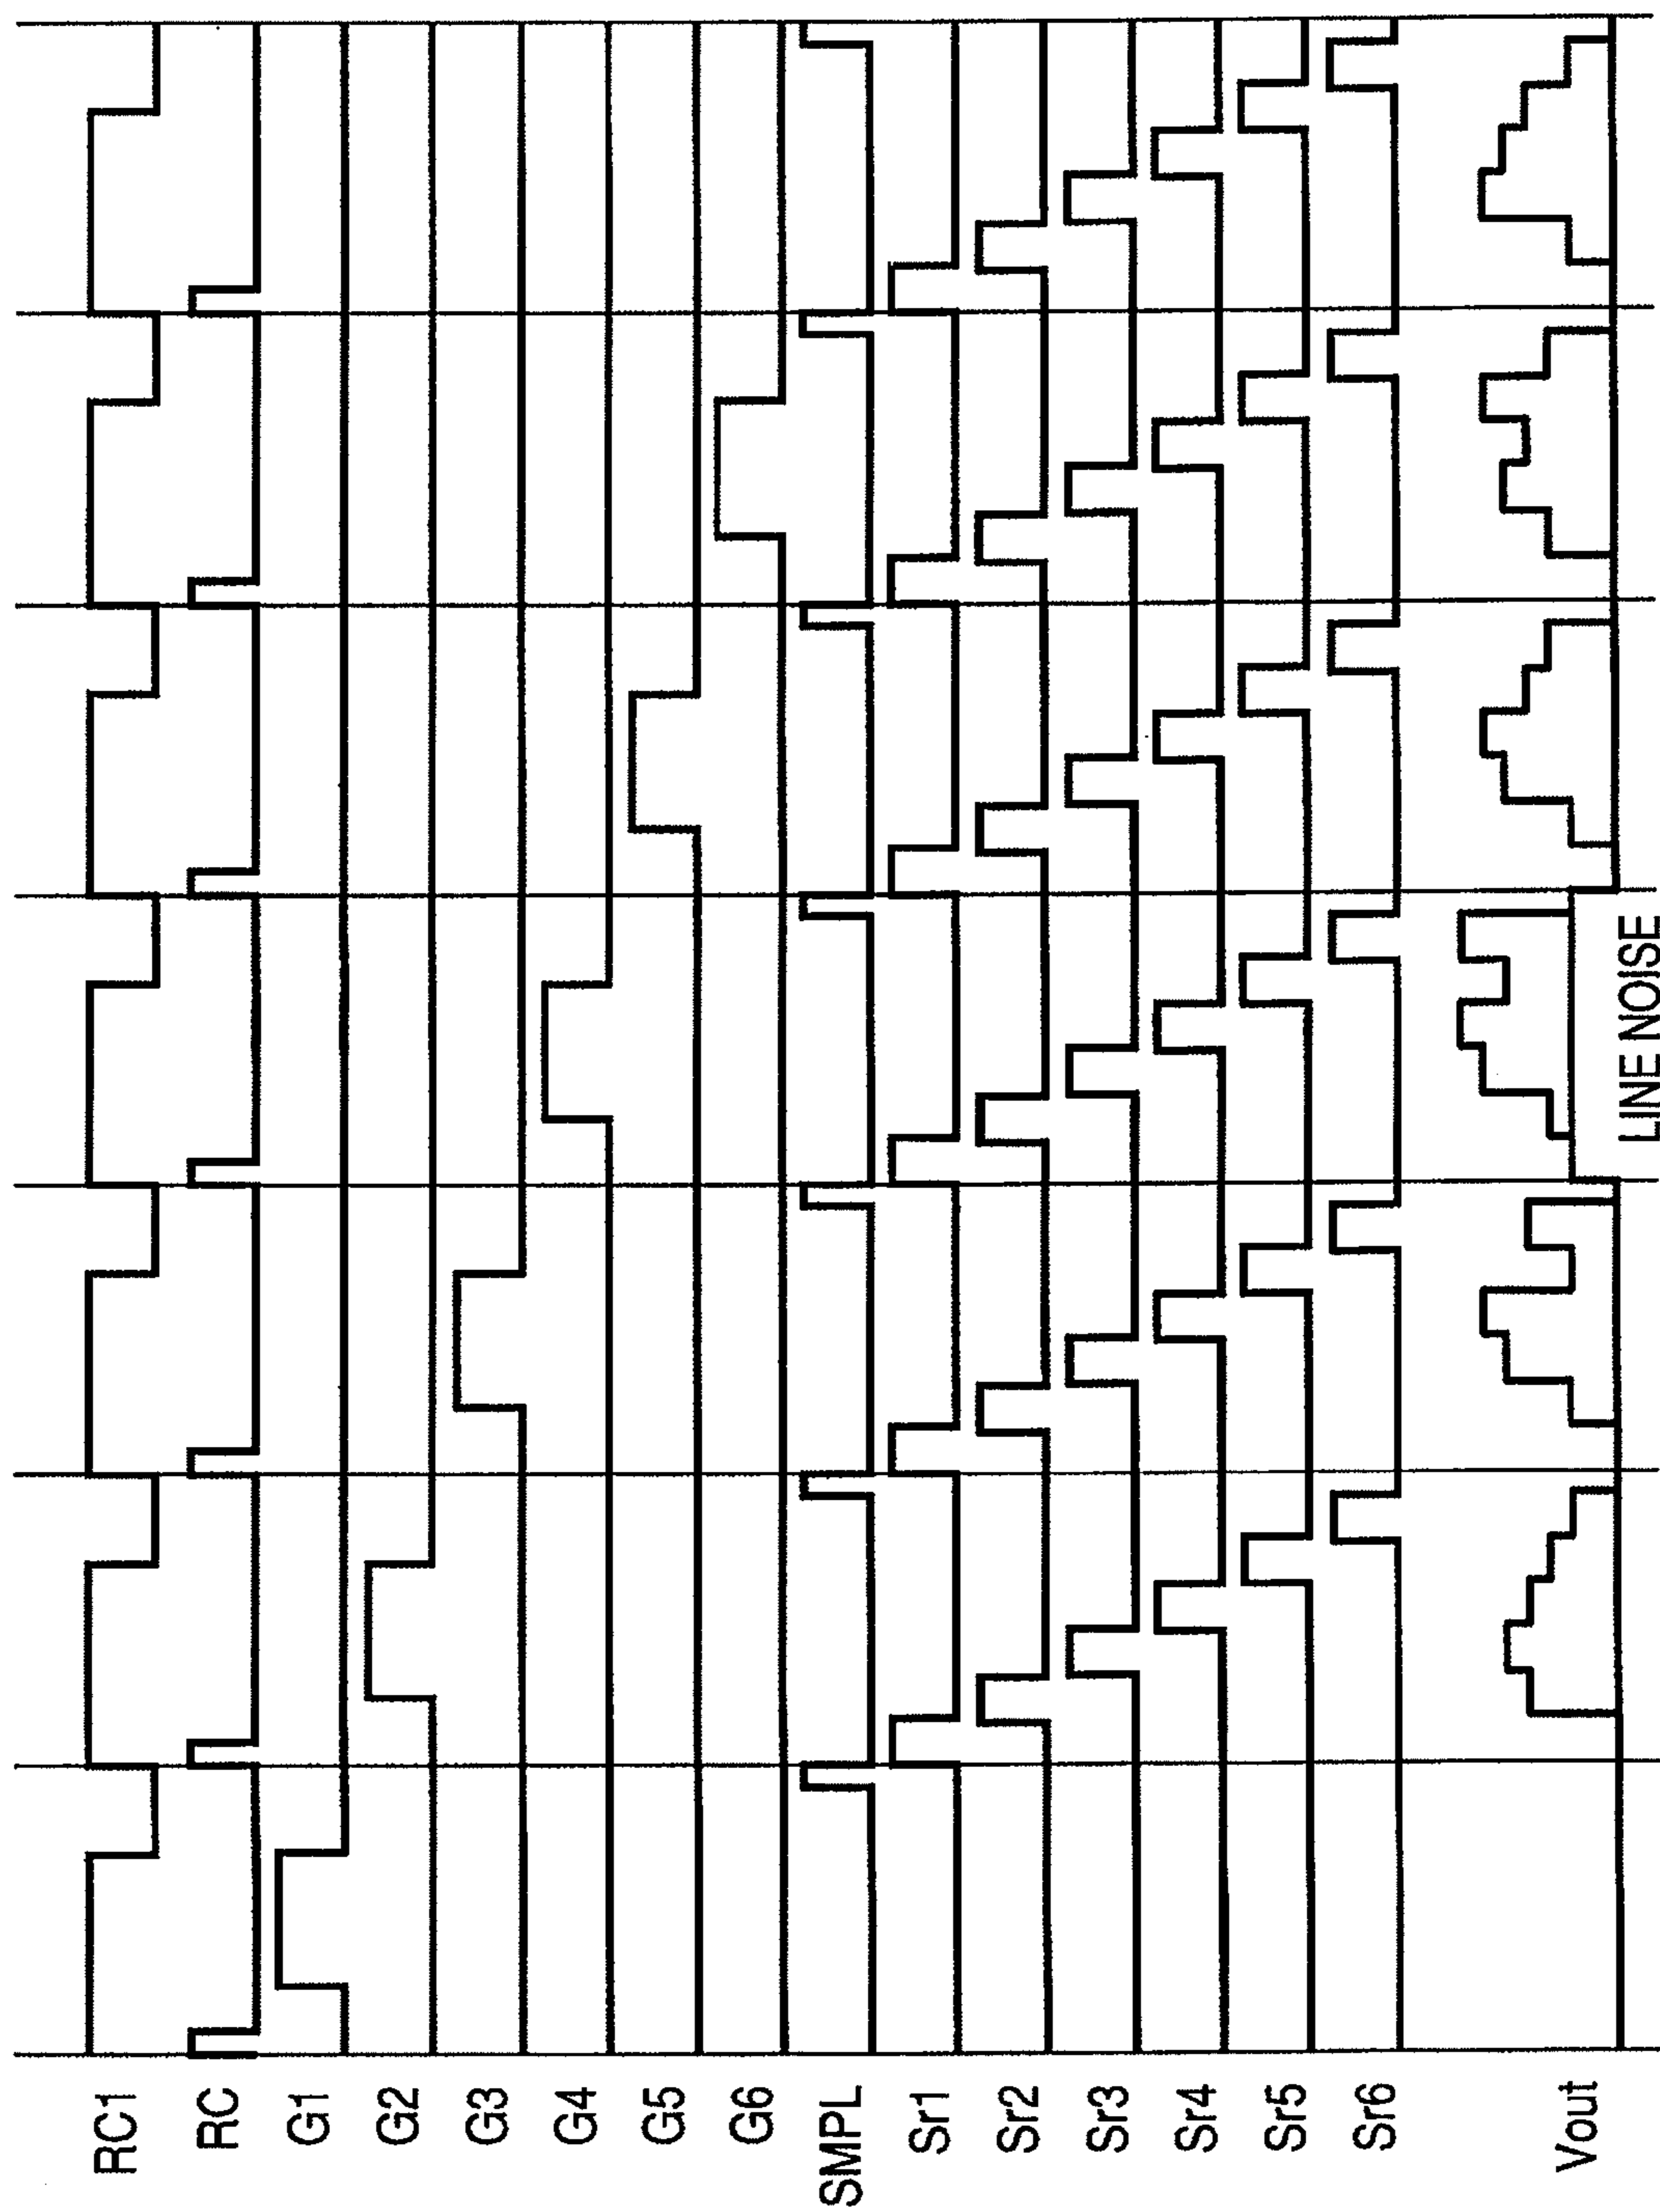 RC1
RC
G1
G2
G3
G4
G5
G6
SMPL
Sr1
Sr2
Sr3
Sr4
Sr5
Sr6
Vout
LINE NOISE